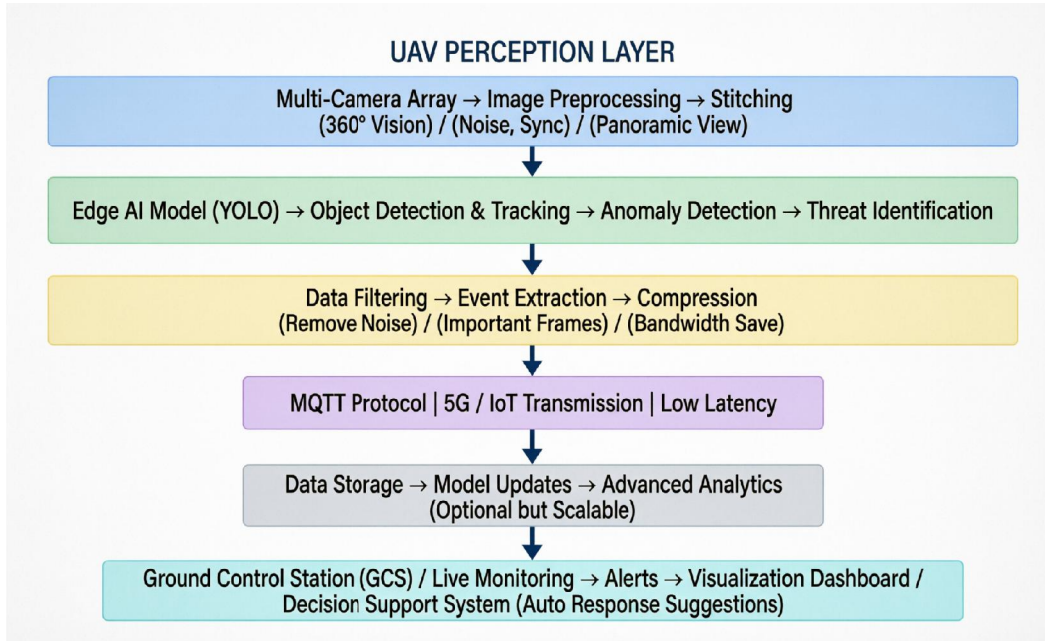 UAV PERCEPTION LAYER
Multi-Camera Array → Image Preprocessing → Stitching
(360° Vision) / (Noise, Sync) / (Panoramic View)
Edge AI Model (YOLO) → Object Detection & Tracking → Anomaly Detection → Threat Identification
Data Filtering → Event Extraction → Compression
(Remove Noise) / (Important Frames) / (Bandwidth Save)
MQTT Protocol | 5G / IoT Transmission | Low Latency
Data Storage → Model Updates → Advanced Analytics
(Optional but Scalable)
Ground Control Station (GCS) / Live Monitoring → Alerts → Visualization Dashboard /
Decision Support System (Auto Response Suggestions)